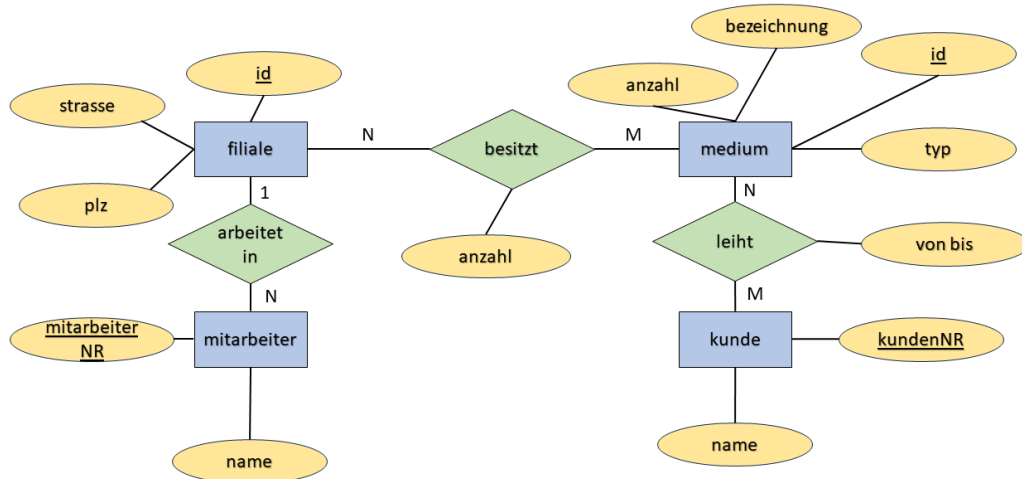 bezeichnung
id
id
anzahl
strasse
filiale
N
besitzt
M
medium
typ
plz
1
N
arbeitet
in
leiht
von bis
anzahl
N
M
mitarbeiter
NR
mitarbeiter
kunde
kundenNR
name
name